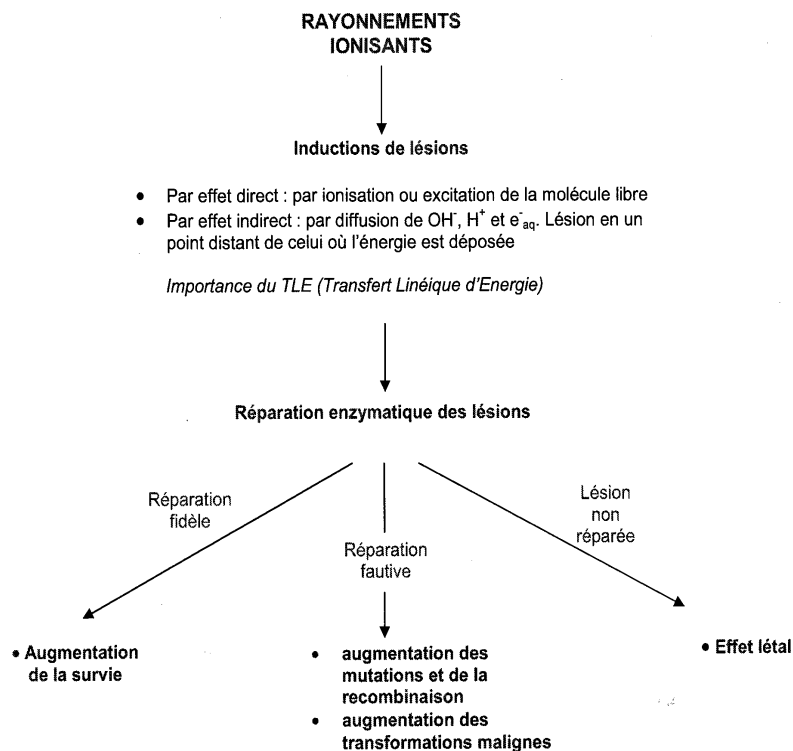 RAYONNEMENTS
IONISANTS
Inductions de lésions
• Par effet direct : par ionisation ou excitation de la molécule libre
• Par effet indirect : par diffusion de OH⁻, H⁺ et e⁻aq. Lésion en un
point distant de celui où l'énergie est déposée
Importance du TLE (Transfert Linéique d'Energie)
Réparation enzymatique des lésions
Réparation
fidèle
Réparation
fautive
Lésion
non
réparée
• Augmentation
de la survie
• augmentation des
mutations et de la
recombinaison
• augmentation des
transformations malignes
• Effet létal